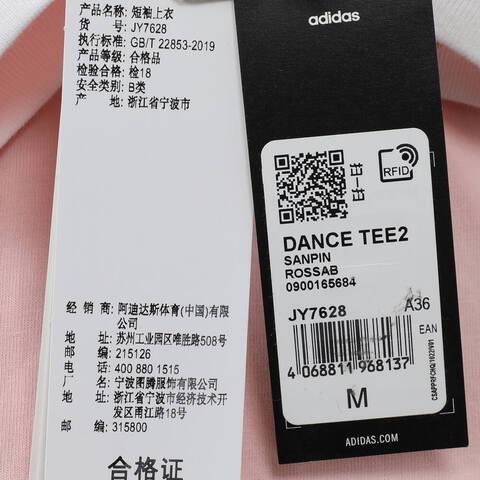 产品名称: 短袖上衣
货 号: JY7628
执行标准: GB/T 22853-2019
产品等级: 合格品
检验合格: 检18
安全类别: B类
产 地: 浙江省宁波市
经 销 商: 阿迪达斯体育(中国)有限
公司
地 址: 苏州工业园区唯胜路508号
邮 编: 215126
电 话: 400 880 1515
厂 名: 宁波图腾服饰有限公司
地 址: 浙江省宁波市经济技术开
发区甬江路18号
邮 编: 315800
合格证
adidas
RFID
DANCE TEE2
SANPIN
ROSSAB
0900165684
JY7628 A36
EAN
4 068811 968137
M
ADIDAS.COM